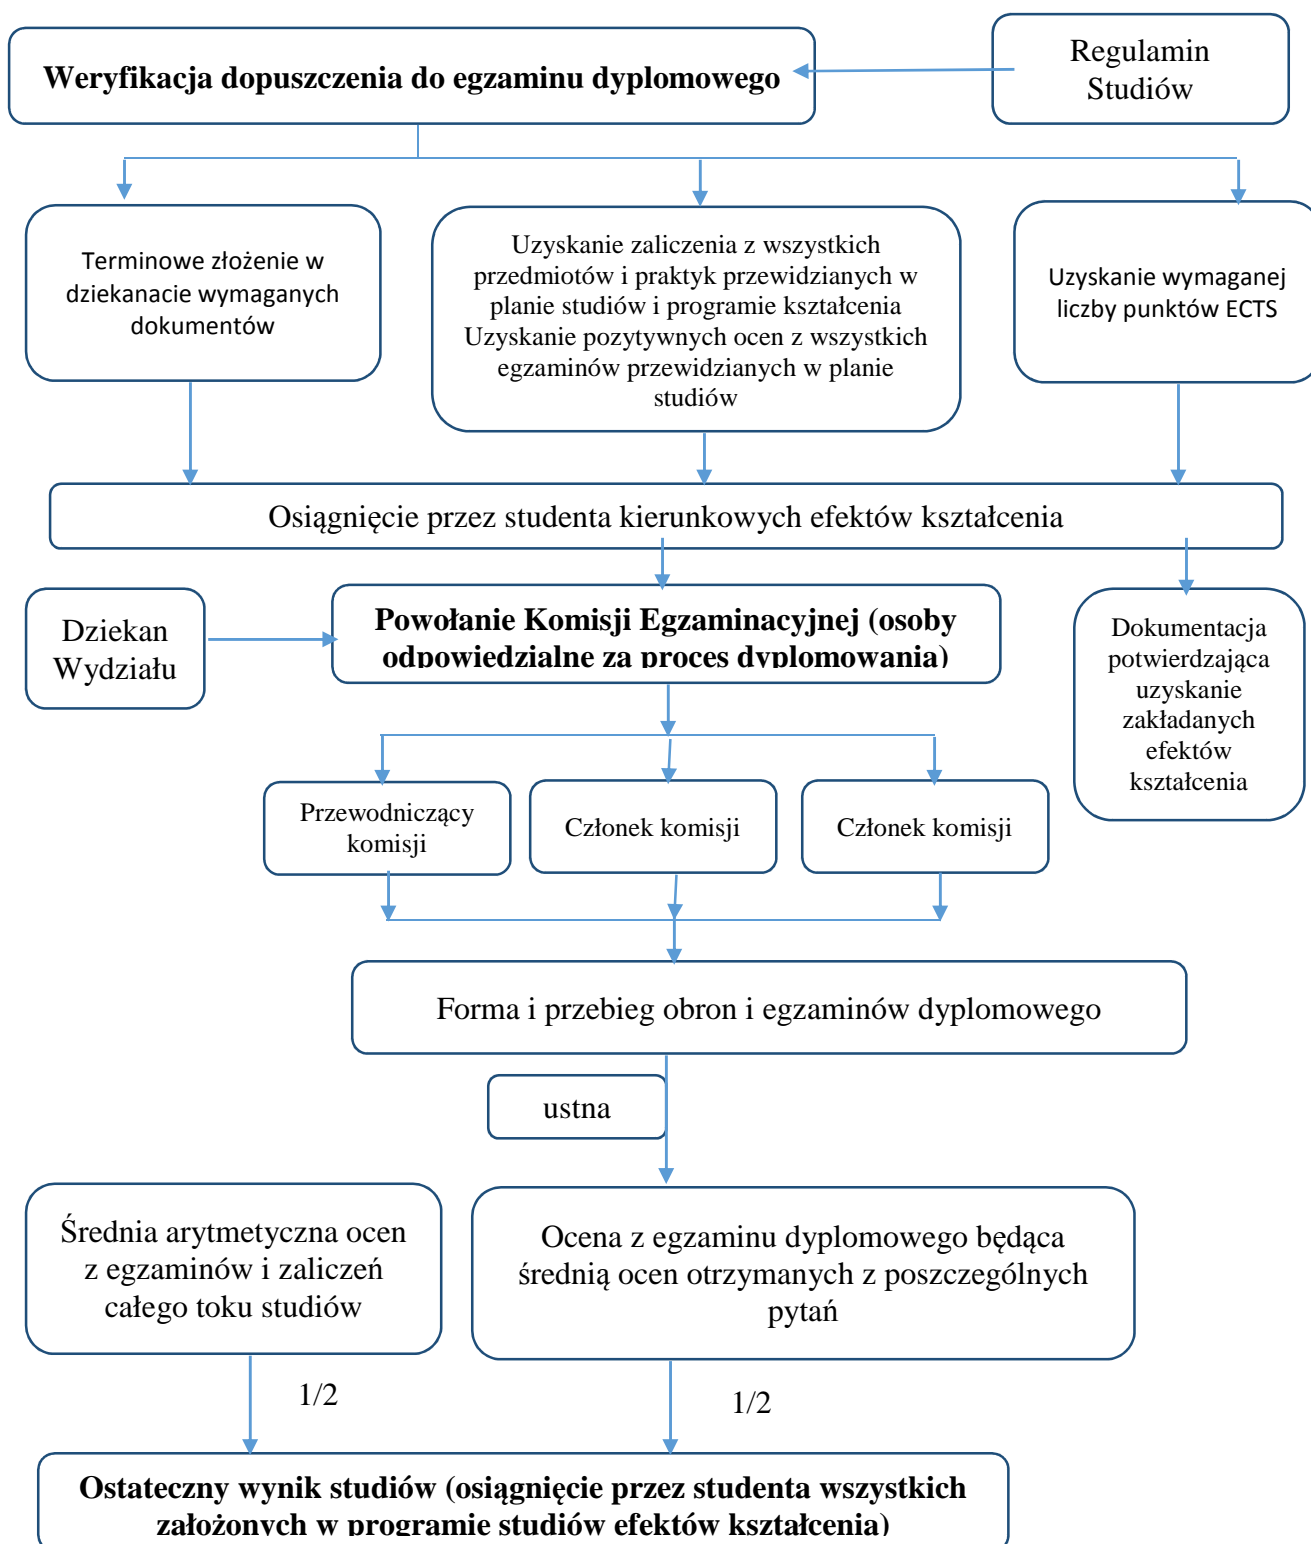 Weryfikacja dopuszczenia do egzaminu dyplomowego
Regulamin
Studiów
Terminowe złożenie w
dziekanacie wymaganych
dokumentów
Uzyskanie zaliczenia z wszystkich
przedmiotów i praktyk przewidzianych w
planie studiów i programie kształcenia
Uzyskanie pozytywnych ocen z wszystkich
egzaminów przewidzianych w planie
studiów
Uzyskanie wymaganej
liczby punktów ECTS
Osiągnięcie przez studenta kierunkowych efektów kształcenia
Dziekan
Wydziału
Powołanie Komisji Egzaminacyjnej (osoby
odpowiedzialne za proces dyplomowania)
Dokumentacja
potwierdzająca
uzyskanie
zakładanych
efektów
kształcenia
Przewodniczący
komisji
Członek komisji
Członek komisji
Forma i przebieg obron i egzaminów dyplomowego
ustna
Średnia arytmetyczna ocen
z egzaminów i zaliczeń
całego toku studiów
Ocena z egzaminu dyplomowego będąca
średnią ocen otrzymanych z poszczególnych
pytań
1/2
1/2
Ostateczny wynik studiów (osiągnięcie przez studenta wszystkich
założonych w programie studiów efektów kształcenia)